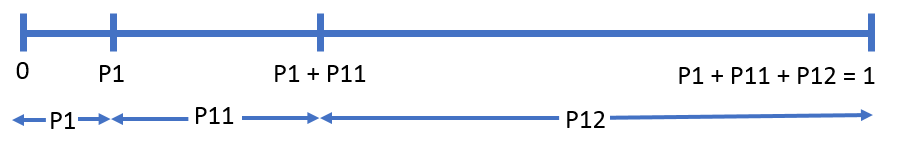 0 P1 P1 + P11 P1 + P11 + P12 = 1
P1 P11 P12